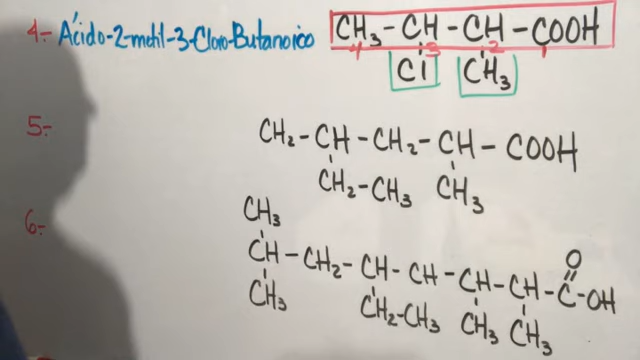 4.- Ácido-2-metil-3-Cloro-Butanoico CH₃-CH-CH-COOH
4 3 2 1
Cl CH₃
5.- CH₂-CH-CH₂-CH-COOH
CH₂-CH₃ CH₃
6.- CH₃
CH-CH₂-CH-CH-CH-CH-C-OH
O
CH₃ CH₂-CH₃ CH₃ CH₃